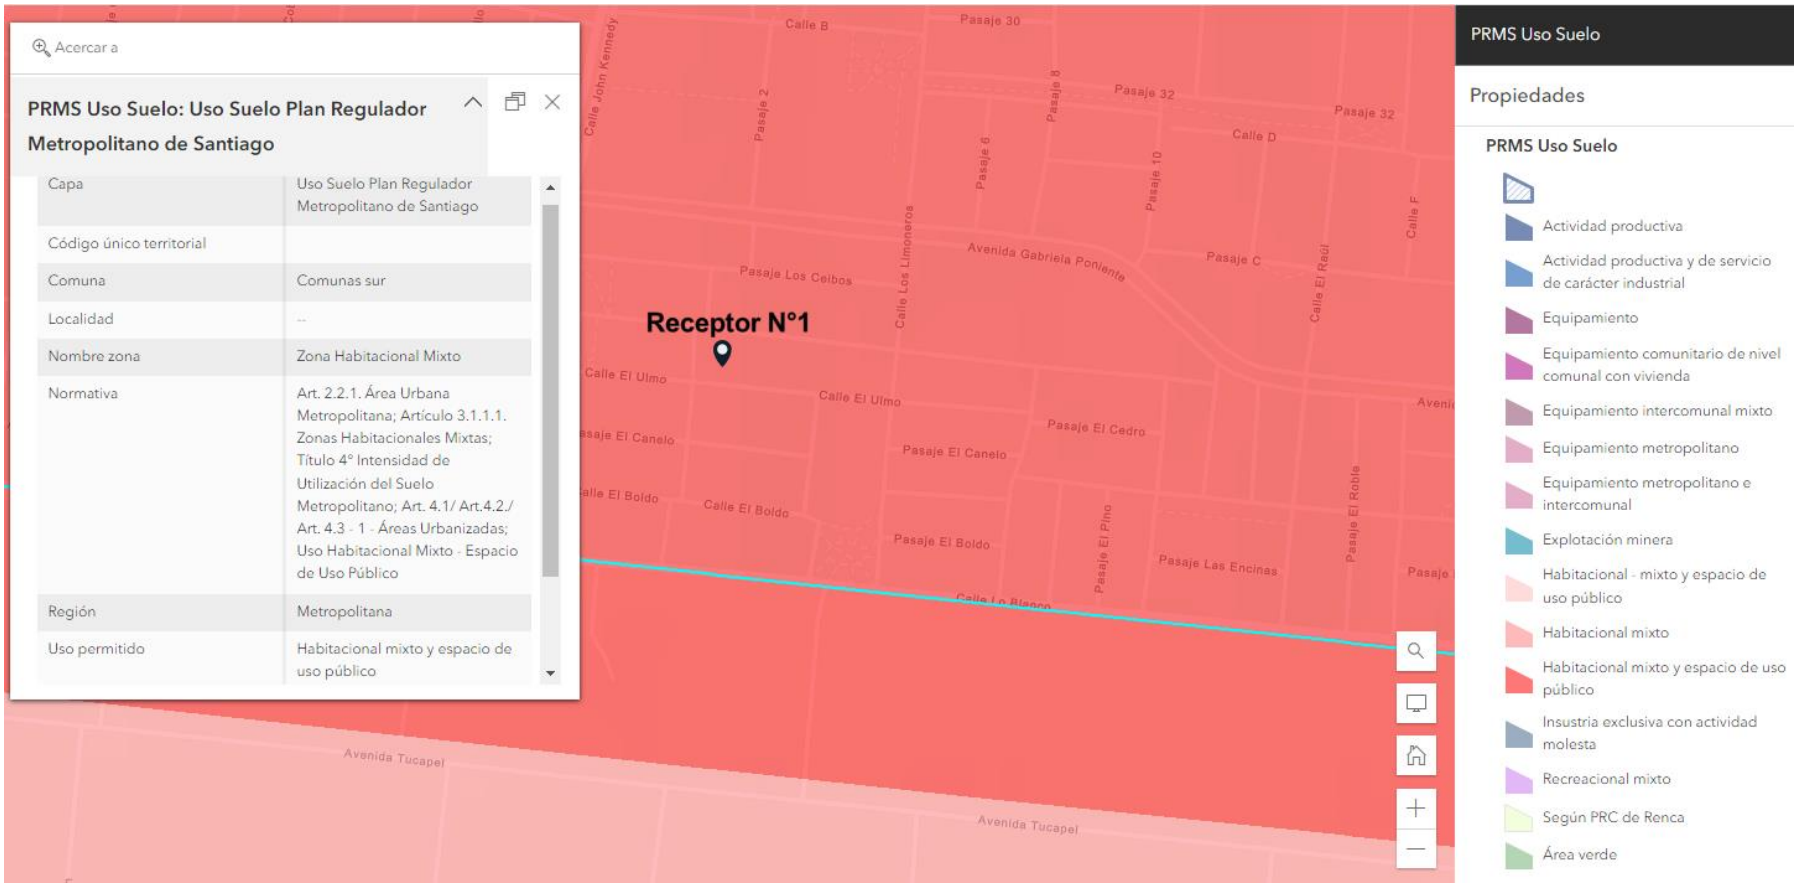 Acercar a
PRMS Uso Suelo: Uso Suelo Plan Regulador
Metropolitano de Santiago
Capa
Uso Suelo Plan Regulador
Metropolitano de Santiago
Código único territorial
Comuna
Comunas sur
Localidad
--
Nombre zona
Zona Habitacional Mixto
Normativa
Art. 2.2.1. Área Urbana
Metropolitana; Artículo 3.1.1.1.
Zonas Habitacionales Mixtas;
Título 4° Intensidad de
Utilización del Suelo
Metropolitano; Art. 4.1/ Art.4.2./
Art. 4.3 - 1 - Áreas Urbanizadas;
Uso Habitacional Mixto - Espacio
de Uso Público
Región
Metropolitana
Uso permitido
Habitacional mixto y espacio de
uso público
Calle B
Pasaje 30
Calle John Kennedy
Pasaje 2
Pasaje 8
Pasaje 32
Pasaje 32
Calle D
Pasaje 6
Pasaje 10
Calle F
Calle Los Limoneros
Avenida Gabriela Poniente
Pasaje C
Calle El Raúl
Pasaje Los Ceibos
Receptor N°1
Calle El Ulmo
Calle El Ulmo
Aveni
asaje El Canelo
Pasaje El Cedro
Pasaje El Canelo
alle El Boldo
Calle El Boldo
Pasaje El Roble
Pasaje El Pino
Pasaje El Boldo
Pasaje Las Encinas
Pasaje
Calle Lo Blanco
Avenida Tucapel
Avenida Tucapel
PRMS Uso Suelo
Propiedades
PRMS Uso Suelo
Actividad productiva
Actividad productiva y de servicio
de carácter industrial
Equipamiento
Equipamiento comunitario de nivel
comunal con vivienda
Equipamiento intercomunal mixto
Equipamiento metropolitano
Equipamiento metropolitano e
intercomunal
Explotación minera
Habitacional - mixto y espacio de
uso público
Habitacional mixto
Habitacional mixto y espacio de uso
público
Insustria exclusiva con actividad
molesta
Recreacional mixto
Según PRC de Renca
Área verde